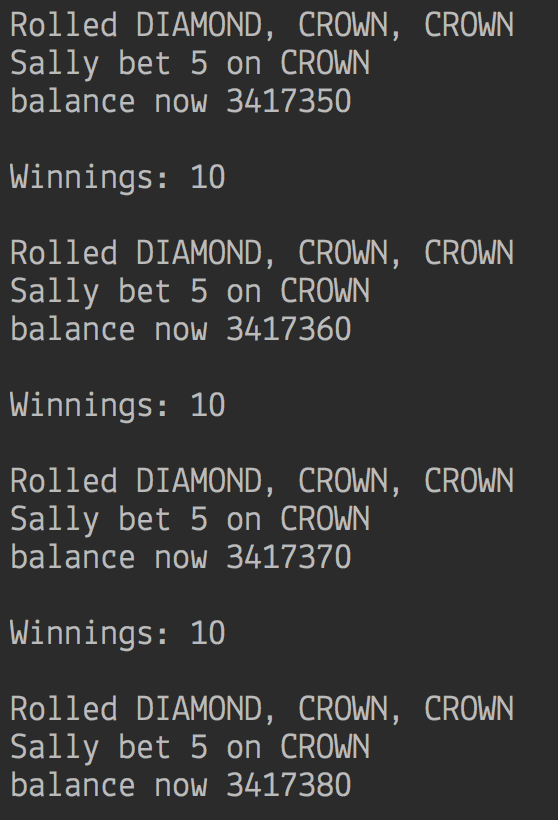 Rolled DIAMOND, CROWN, CROWN
Sally bet 5 on CROWN
balance now 3417350
Winnings: 10
Rolled DIAMOND, CROWN, CROWN
Sally bet 5 on CROWN
balance now 3417360
Winnings: 10
Rolled DIAMOND, CROWN, CROWN
Sally bet 5 on CROWN
balance now 3417370
Winnings: 10
Rolled DIAMOND, CROWN, CROWN
Sally bet 5 on CROWN
balance now 3417380